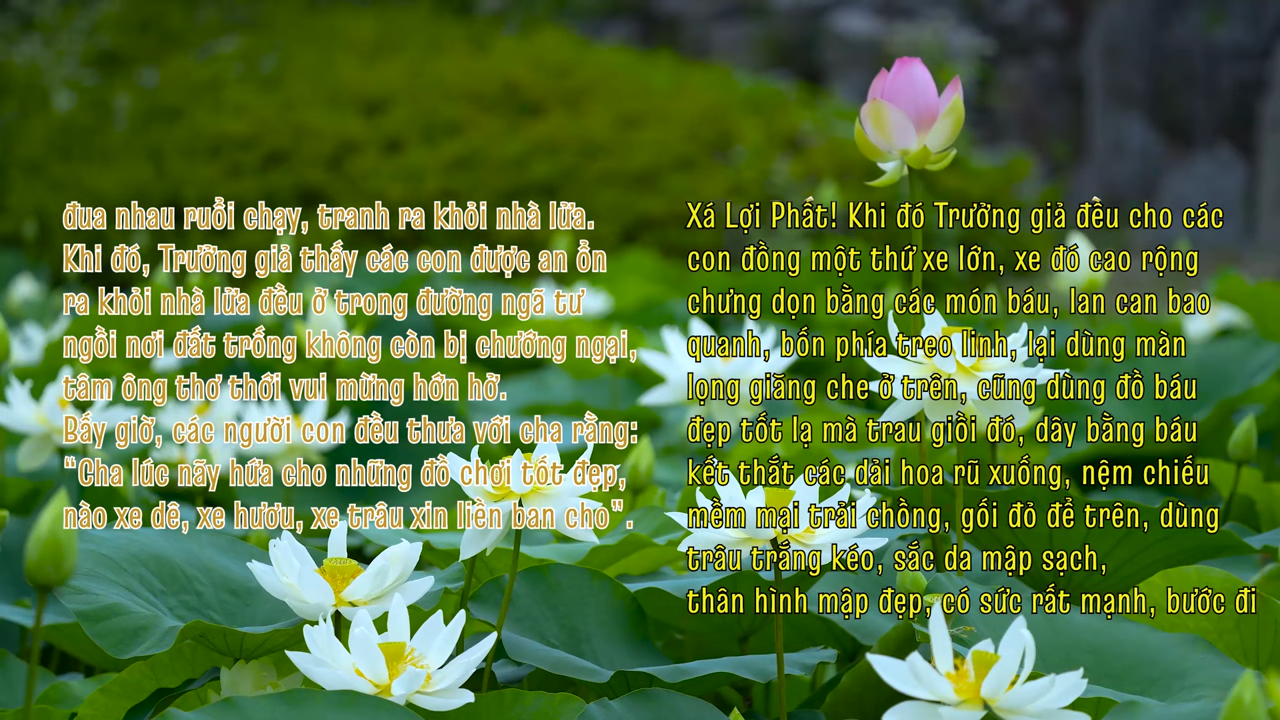 đua nhau ruổi chạy, tranh ra khỏi nhà lửa.
Khi đó, Trưởng giả thấy các con được an ổn
ra khỏi nhà lửa đều ở trong đường ngã tư
ngồi nơi đất trống không còn bị chướng ngại,
tâm ông thơ thới vui mừng hớn hở.
Bấy giờ, các người con đều thưa với cha rằng:
“Cha lúc nãy hứa cho những đồ chơi tốt đẹp,
nào xe dê, xe hươu, xe trâu xin liền ban cho”.
Xá Lợi Phất! Khi đó Trưởng giả đều cho các
con đồng một thứ xe lớn, xe đó cao rộng
chưng dọn bằng các món báu, lan can bao
quanh, bốn phía treo linh, lại dùng màn
lọng giăng che ở trên, cũng dùng đồ báu
đẹp tốt lạ mà trau giồi đó, dây bằng báu
kết thắt các dải hoa rũ xuống, nệm chiếu
mềm mại trải chồng, gối đỏ để trên, dùng
trâu trắng kéo, sắc da mập sạch,
thân hình mập đẹp, có sức rất mạnh, bước đi